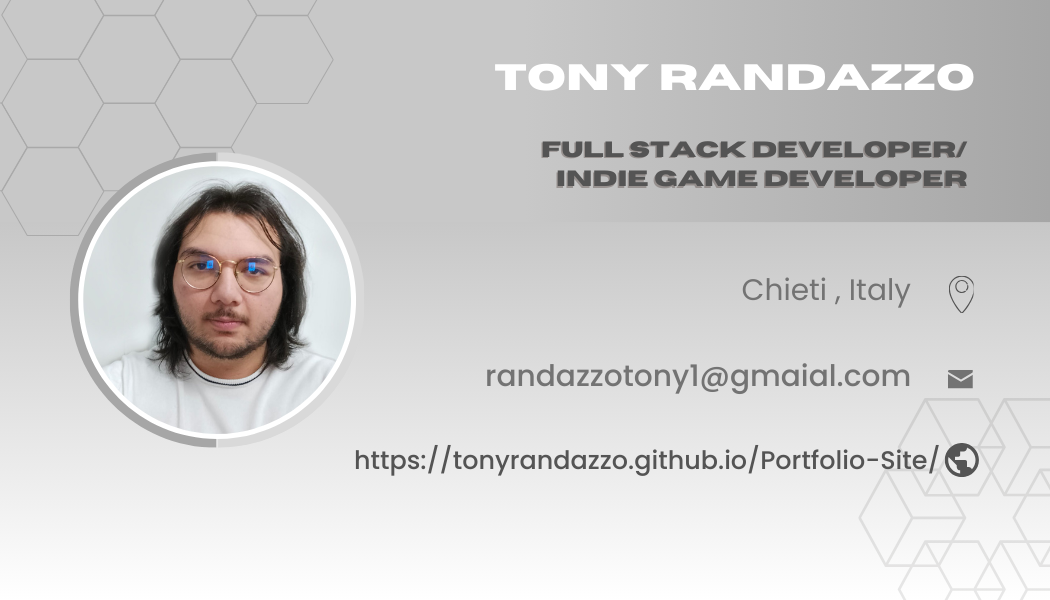 TONY RANDAZZO
FULL STACK DEVELOPER/
INDIE GAME DEVELOPER
Chieti , Italy
randazzotony1@gmaial.com
https://tonyrandazzo.github.io/Portfolio-Site/